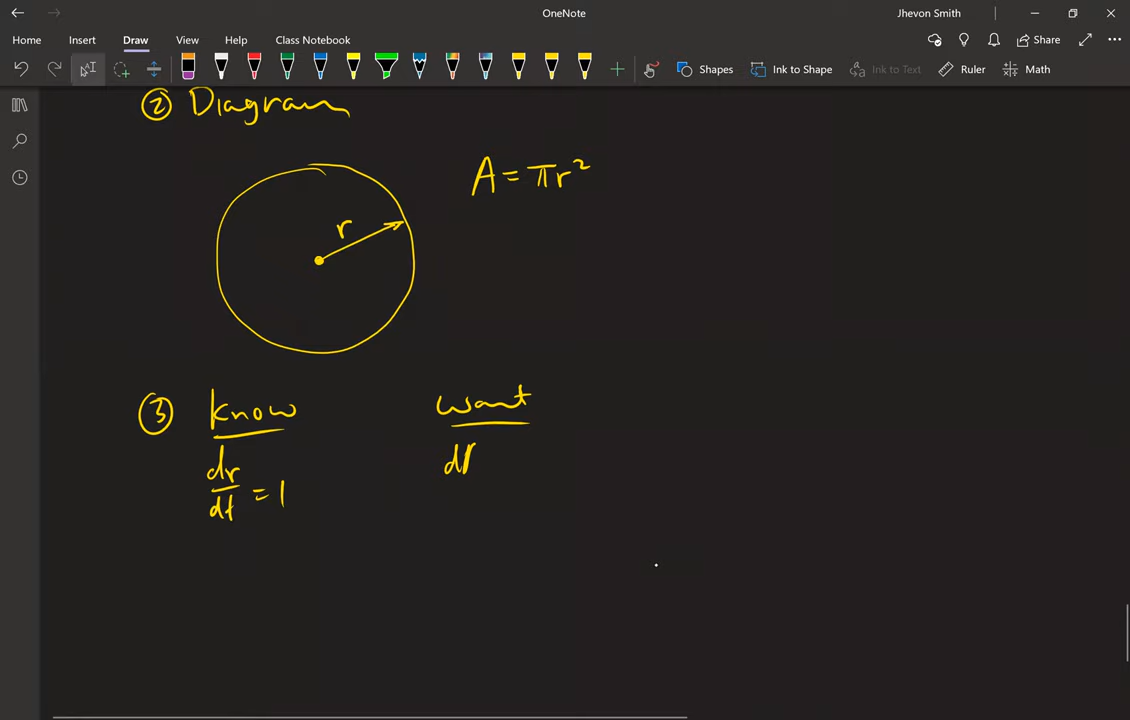 OneNote
Jhevon Smith
Home Insert Draw View Help Class Notebook
Share
Shapes Ink to Shape Ink to Text Ruler Math
② Diagram
A = πr²
r
③ Know Want
dr/dt = 1